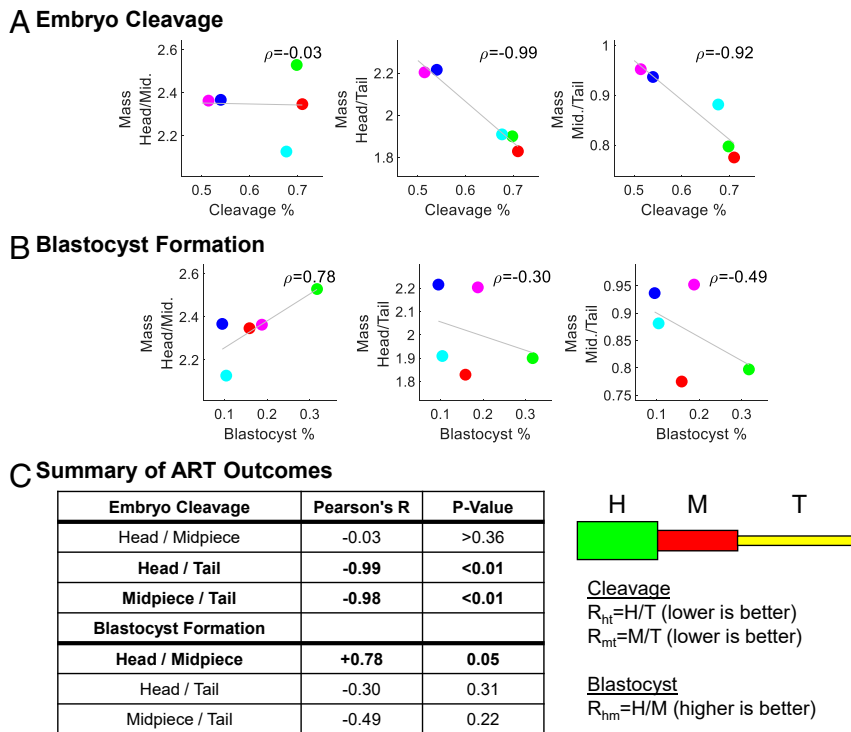 A Embryo Cleavage
ρ=-0.03
2.6
2.4
2.2
Mass
Head/Mid.
0.5 0.6 0.7
Cleavage %
ρ=-0.99
2.2
2
1.8
Mass
Head/Tail
0.5 0.6 0.7
Cleavage %
ρ=-0.92
1
0.9
0.8
Mass
Mid./Tail
0.5 0.6 0.7
Cleavage %
B Blastocyst Formation
ρ=0.78
2.6
2.4
2.2
Mass
Head/Mid.
0.1 0.2 0.3
Blastocyst %
ρ=-0.30
2.2
2.1
2
1.9
1.8
Mass
Head/Tail
0.1 0.2 0.3
Blastocyst %
ρ=-0.49
0.95
0.9
0.85
0.8
0.75
Mass
Mid./Tail
0.1 0.2 0.3
Blastocyst %
C Summary of ART Outcomes
Embryo Cleavage Pearson's R P-Value
Head / Midpiece -0.03 >0.36
Head / Tail -0.99 <0.01
Midpiece / Tail -0.98 <0.01
Blastocyst Formation
Head / Midpiece +0.78 0.05
Head / Tail -0.30 0.31
Midpiece / Tail -0.49 0.22
H M T
Cleavage
Rht=H/T (lower is better)
Rmt=M/T (lower is better)
Blastocyst
Rhm=H/M (higher is better)